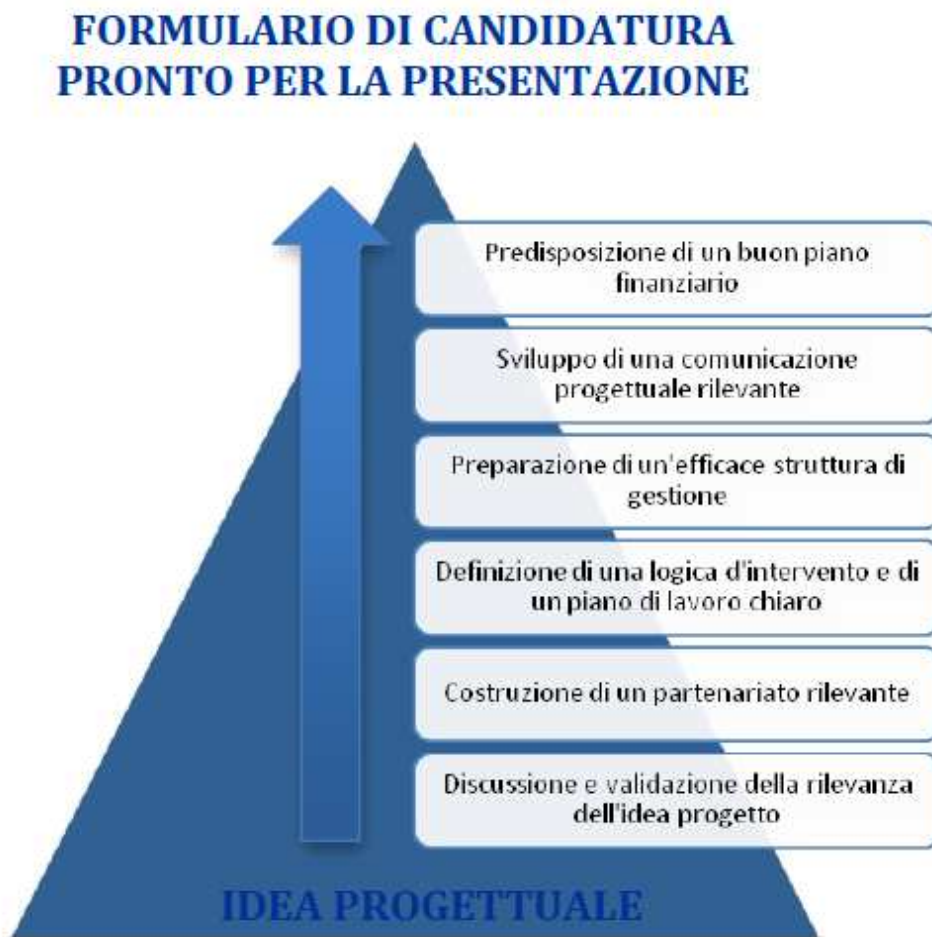 FORMULARIO DI CANDIDATURA
PRONTO PER LA PRESENTAZIONE
Predisposizione di un buon piano
finanziario
Sviluppo di una comunicazione
progettuale rilevante
Preparazione di un'efficace struttura di
gestione
Definizione di una logica d'intervento e di
un piano di lavoro chiaro
Costruzione di un partenariato rilevante
Discussione e validazione della rilevanza
dell'idea progetto
IDEA PROGETTUALE